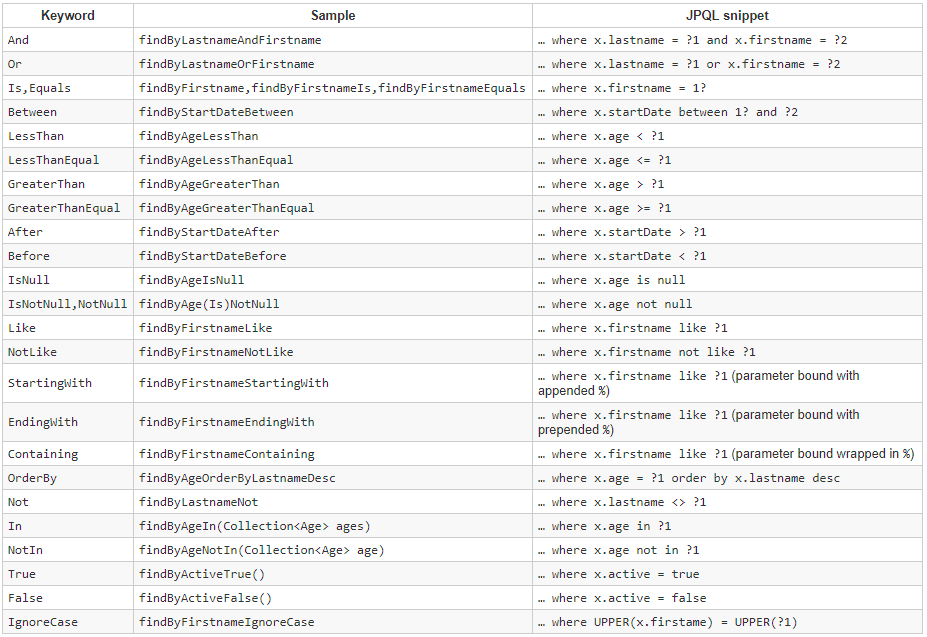 Keyword Sample JPQL snippet
And findByLastnameAndFirstname … where x.lastname = ?1 and x.firstname = ?2
Or findByLastnameOrFirstname … where x.lastname = ?1 or x.firstname = ?2
Is,Equals findByFirstname,findByFirstnameIs,findByFirstnameEquals … where x.firstname = 1?
Between findByStartDateBetween … where x.startDate between 1? and ?2
LessThan findByAgeLessThan … where x.age < ?1
LessThanEqual findByAgeLessThanEqual … where x.age <= ?1
GreaterThan findByAgeGreaterThan … where x.age > ?1
GreaterThanEqual findByAgeGreaterThanEqual … where x.age >= ?1
After findByStartDateAfter … where x.startDate > ?1
Before findByStartDateBefore … where x.startDate < ?1
IsNull findByAgeIsNull … where x.age is null
IsNotNull,NotNull findByAge(Is)NotNull … where x.age not null
Like findByFirstnameLike … where x.firstname like ?1
NotLike findByFirstnameNotLike … where x.firstname not like ?1
StartingWith findByFirstnameStartingWith … where x.firstname like ?1 (parameter bound with
appended %)
EndingWith findByFirstnameEndingWith … where x.firstname like ?1 (parameter bound with
prepended %)
Containing findByFirstnameContaining … where x.firstname like ?1 (parameter bound wrapped in %)
OrderBy findByAgeOrderByLastnameDesc … where x.age = ?1 order by x.lastname desc
Not findByLastnameNot … where x.lastname <> ?1
In findByAgeIn(Collection<Age> ages) … where x.age in ?1
NotIn findByAgeNotIn(Collection<Age> age) … where x.age not in ?1
True findByActiveTrue() … where x.active = true
False findByActiveFalse() … where x.active = false
IgnoreCase findByFirstnameIgnoreCase … where UPPER(x.firstame) = UPPER(?1)